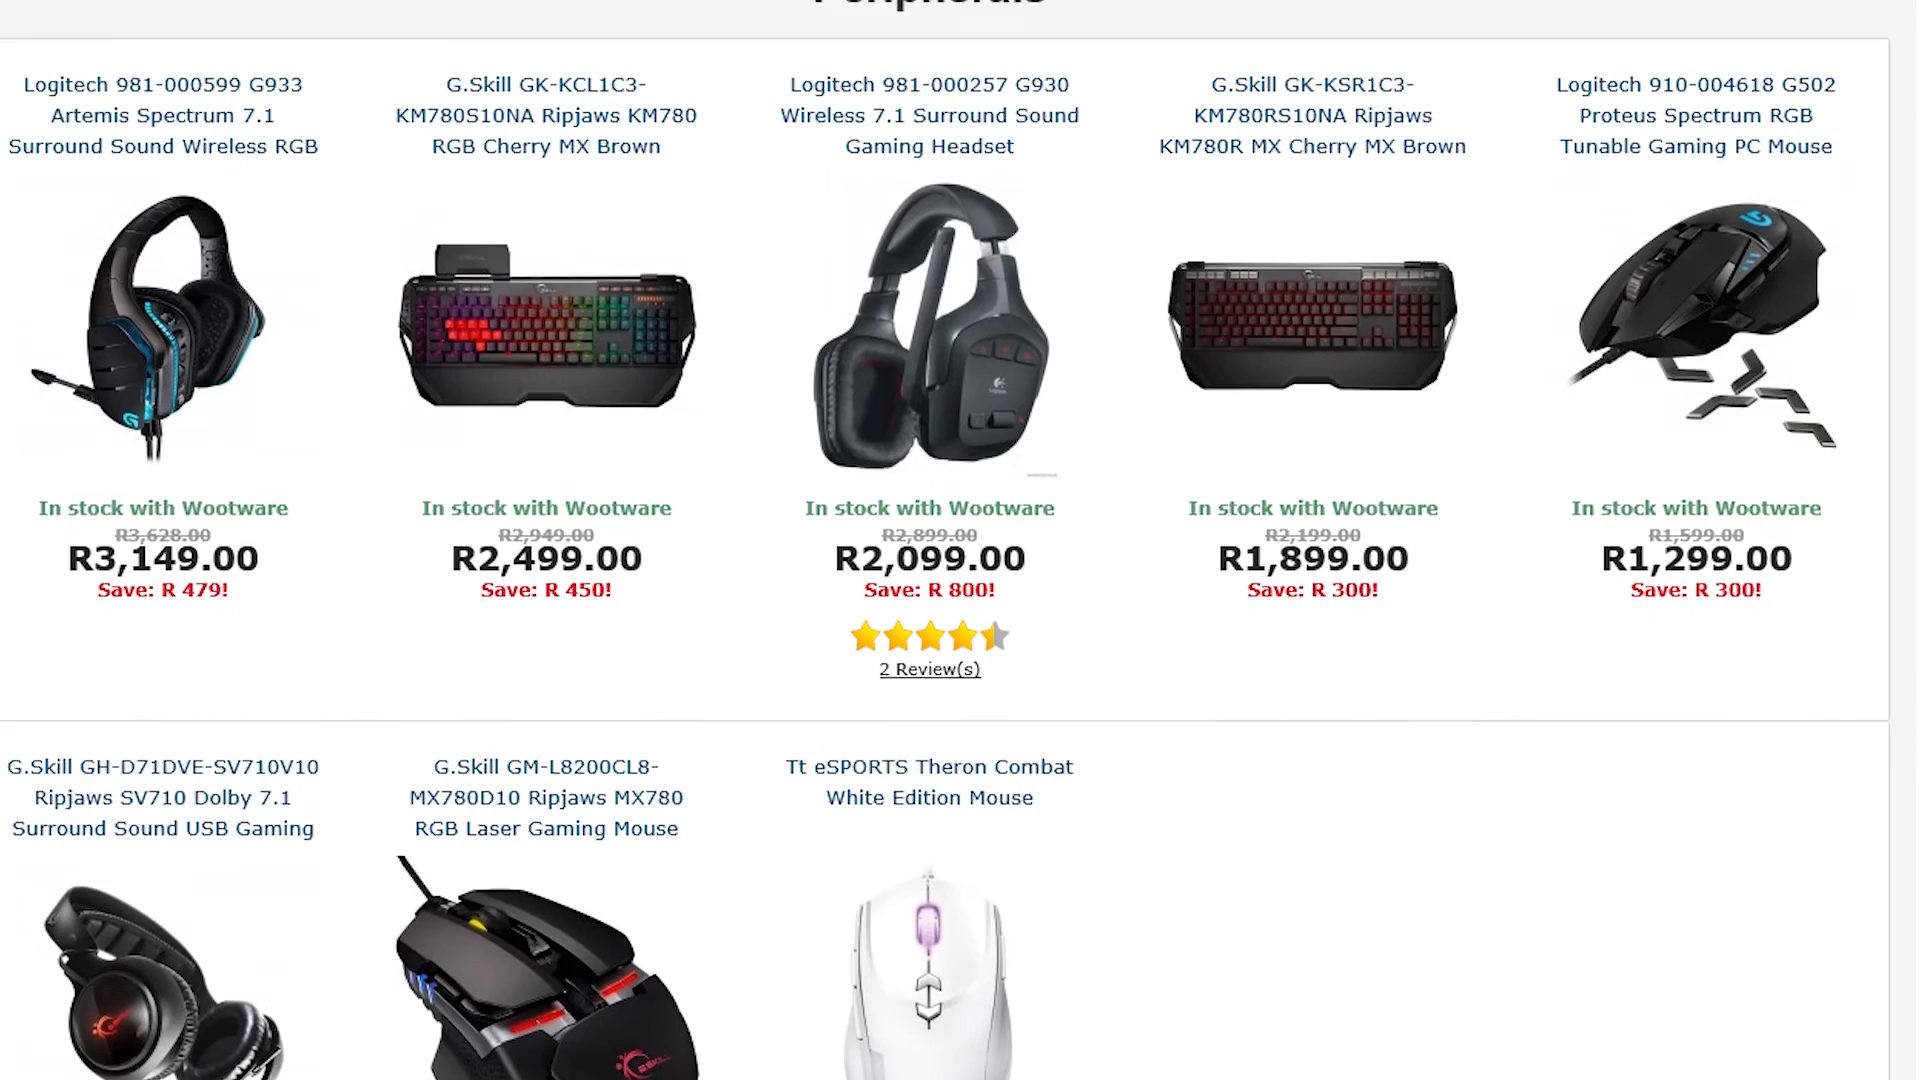 Peripherals
Logitech 981-000599 G933
Artemis Spectrum 7.1
Surround Sound Wireless RGB
In stock with Wootware
R3,628.00
R3,149.00
Save: R 479!
G.Skill GK-KCL1C3-
KM780S10NA Ripjaws KM780
RGB Cherry MX Brown
In stock with Wootware
R2,949.00
R2,499.00
Save: R 450!
Logitech 981-000257 G930
Wireless 7.1 Surround Sound
Gaming Headset
In stock with Wootware
R2,899.00
R2,099.00
Save: R 800!
2 Review(s)
G.Skill GK-KSR1C3-
KM780RS10NA Ripjaws
KM780R MX Cherry MX Brown
In stock with Wootware
R2,199.00
R1,899.00
Save: R 300!
Logitech 910-004618 G502
Proteus Spectrum RGB
Tunable Gaming PC Mouse
In stock with Wootware
R1,599.00
R1,299.00
Save: R 300!
G.Skill GH-D71DVE-SV710V10
Ripjaws SV710 Dolby 7.1
Surround Sound USB Gaming
G.Skill GM-L8200CL8-
MX780D10 Ripjaws MX780
RGB Laser Gaming Mouse
Tt eSPORTS Theron Combat
White Edition Mouse